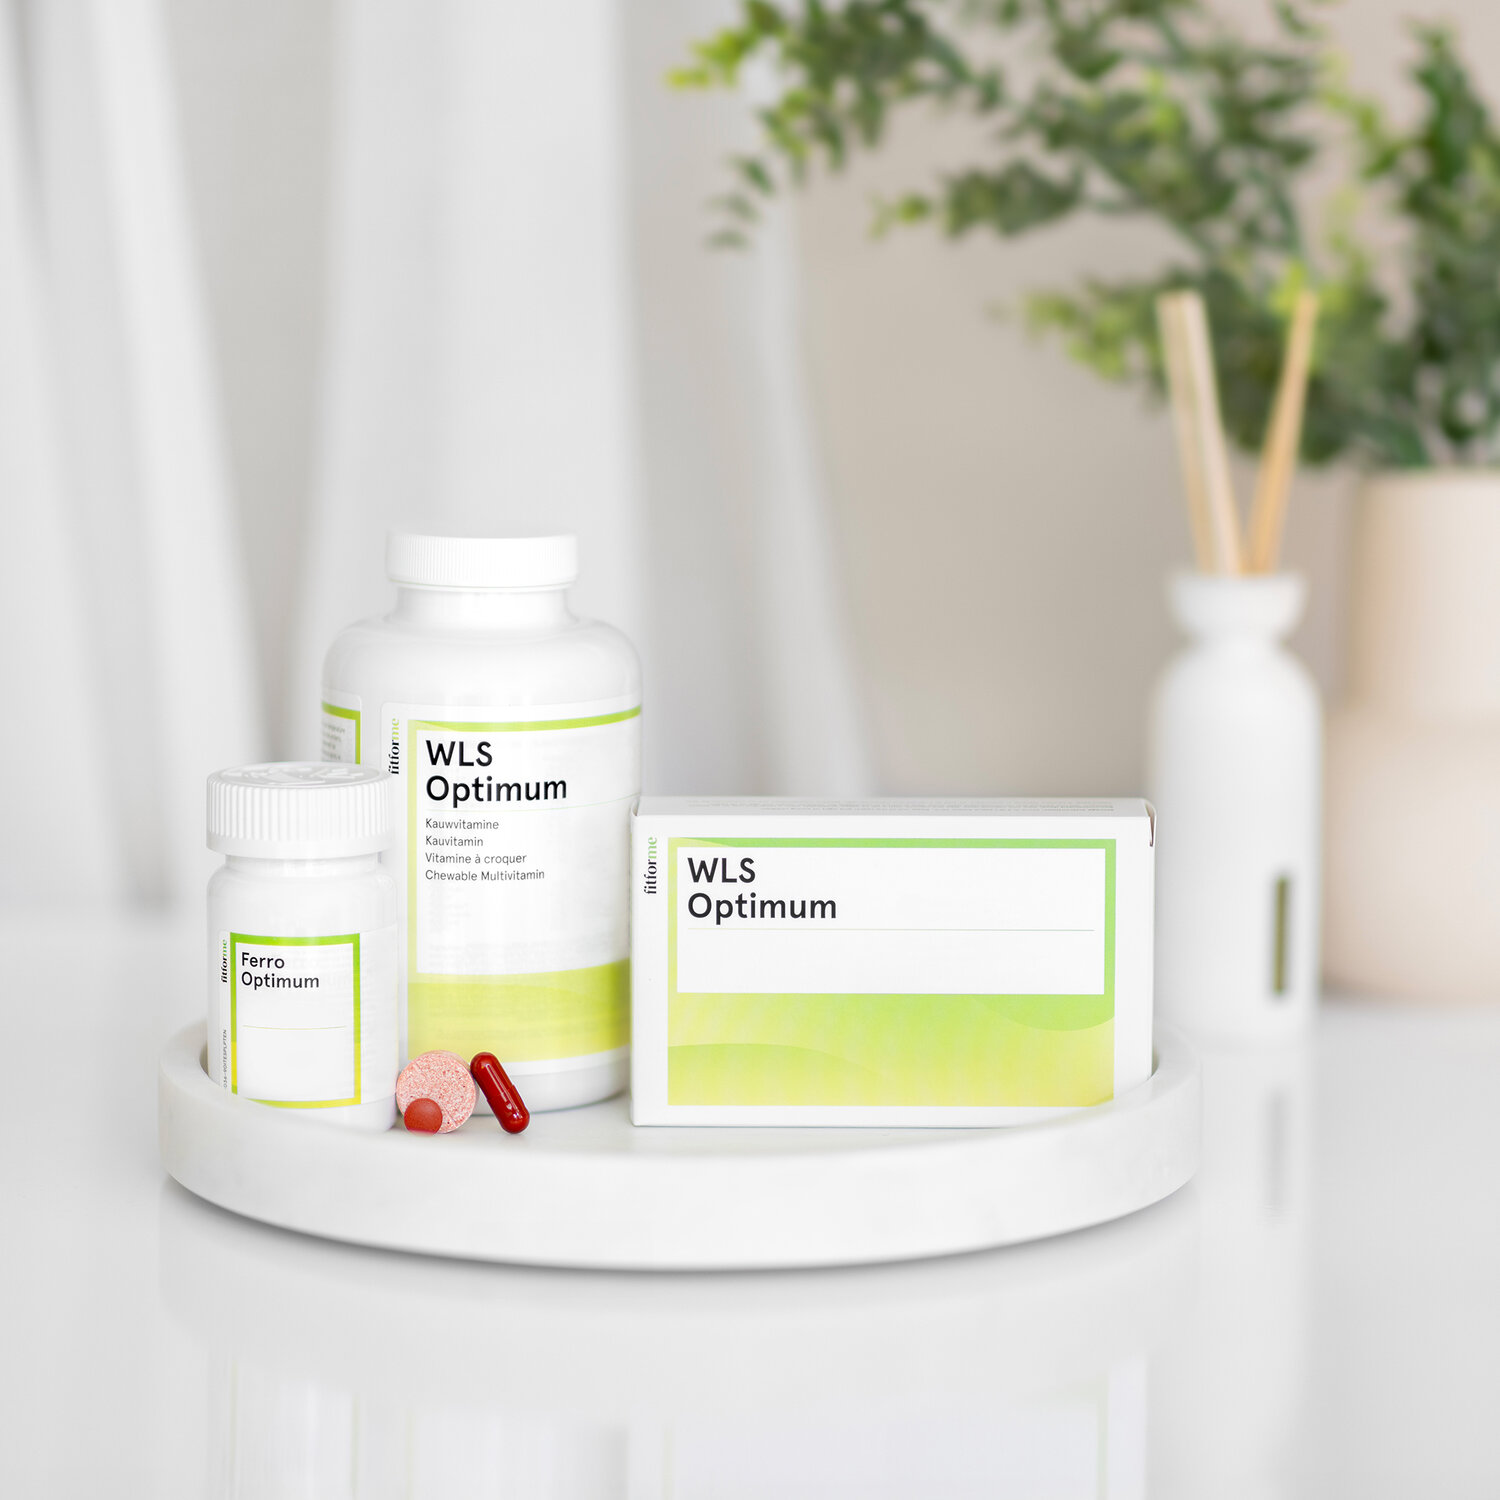 fitforme
WLS
Optimum
Kauwvitamine
Kauvitamin
Vitamine à croquer
Chewable Multivitamin
fitforme
Ferro
Optimum
fitforme
WLS
Optimum